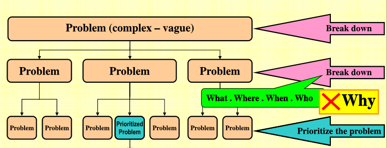 Problem (complex – vague)
Break down
Problem
Problem
Problem
Break down
What . Where . When . Who
Why
Problem
Problem
Problem
Prioritized
Problem
Problem
Problem
Problem
Prioritize the problem